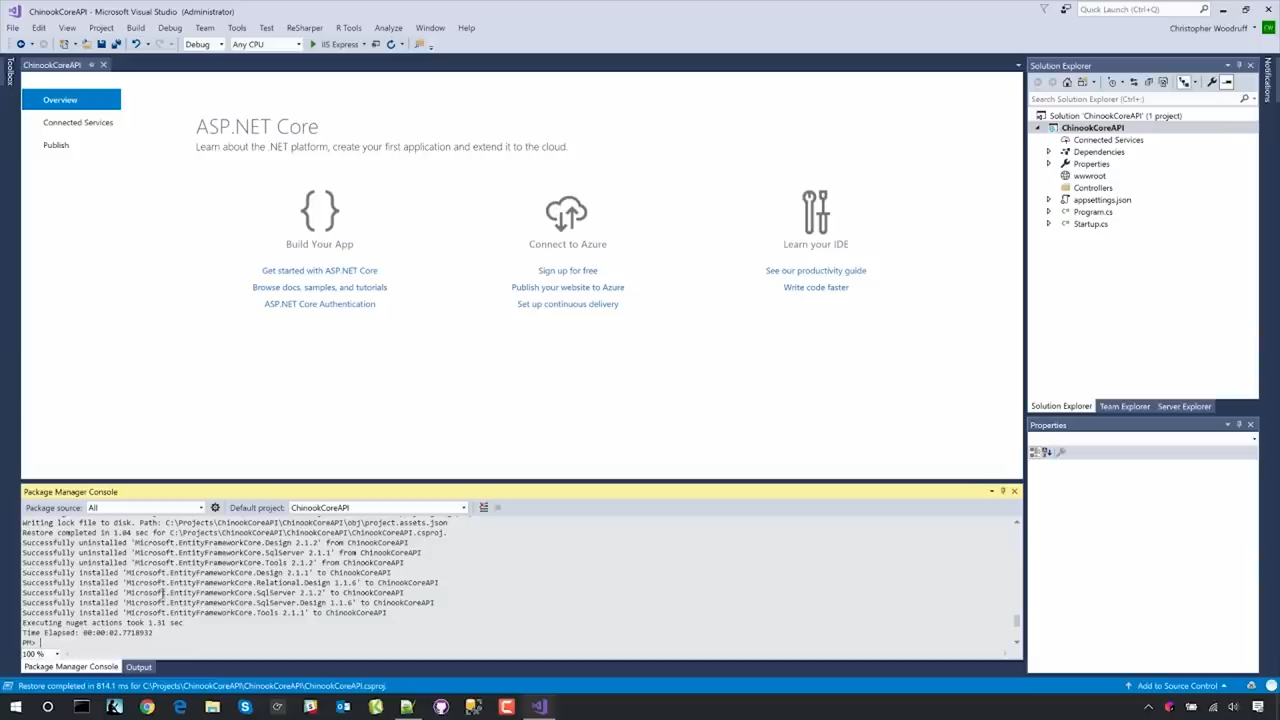 ChinookCoreAPI - Microsoft Visual Studio (Administrator)
Quick Launch (Ctrl+Q)
File Edit View Project Build Debug Team Tools Test ReSharper R Tools Analyze Window Help
Christopher Woodruff
CW
Debug Any CPU IIS Express
Toolbox
ChinookCoreAPI
Overview
Connected Services
Publish
ASP.NET Core
Learn about the .NET platform, create your first application and extend it to the cloud.
Build Your App
Get started with ASP.NET Core
Browse docs, samples, and tutorials
ASP.NET Core Authentication
Connect to Azure
Sign up for free
Publish your website to Azure
Set up continuous delivery
Learn your IDE
See our productivity guide
Write code faster
Solution Explorer
Search Solution Explorer (Ctrl+;)
Solution 'ChinookCoreAPI' (1 project)
ChinookCoreAPI
Connected Services
Dependencies
Properties
wwwroot
Controllers
appsettings.json
C# Program.cs
C# Startup.cs
Solution Explorer Team Explorer Server Explorer
Properties
Notifications
Package Manager Console
Package source: All Default project: ChinookCoreAPI
Writing lock file to disk. Path: C:\Projects\ChinookCoreAPI\ChinookCoreAPI\obj\project.assets.json
Restore completed in 1.04 sec for C:\Projects\ChinookCoreAPI\ChinookCoreAPI\ChinookCoreAPI.csproj.
Successfully uninstalled 'Microsoft.EntityFrameworkCore.Design 2.1.2' from ChinookCoreAPI
Successfully uninstalled 'Microsoft.EntityFrameworkCore.SqlServer 2.1.1' from ChinookCoreAPI
Successfully uninstalled 'Microsoft.EntityFrameworkCore.Tools 2.1.2' from ChinookCoreAPI
Successfully installed 'Microsoft.EntityFrameworkCore.Design 2.1.1' to ChinookCoreAPI
Successfully installed 'Microsoft.EntityFrameworkCore.Relational.Design 1.1.6' to ChinookCoreAPI
Successfully installed 'Microsoft.EntityFrameworkCore.SqlServer 2.1.2' to ChinookCoreAPI
Successfully installed 'Microsoft.EntityFrameworkCore.SqlServer.Design 1.1.6' to ChinookCoreAPI
Successfully installed 'Microsoft.EntityFrameworkCore.Tools 2.1.1' to ChinookCoreAPI
Executing nuget actions took 1.31 sec
Time Elapsed: 00:00:02.7718932
PM>
100 %
Package Manager Console Output
Restore completed in 814.1 ms for C:\Projects\ChinookCoreAPI\ChinookCoreAPI\ChinookCoreAPI.csproj.
Add to Source Control